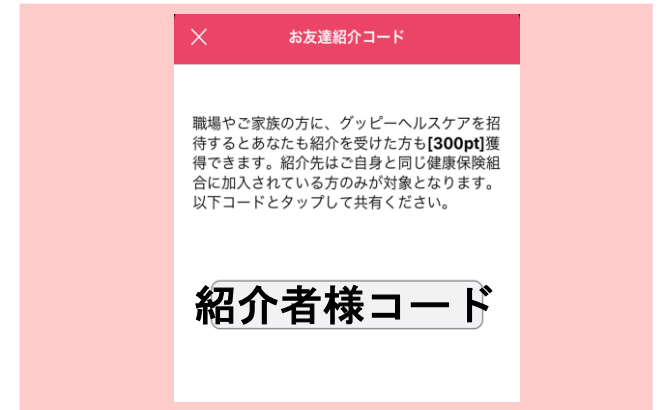 お友達紹介コード
職場やご家族の方に、グッピーヘルスケアを招
待するとあなたも紹介を受けた方も[300pt]獲
得できます。紹介先はご自身と同じ健康保険組
合に加入されている方のみが対象となります。
以下コードとタップして共有ください。
紹介者様コード